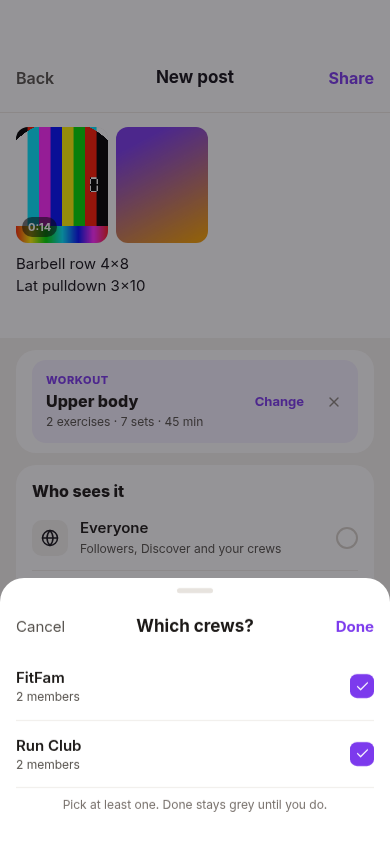 Back
New post
Share
0:14
Barbell row 4×8
Lat pulldown 3×10
WORKOUT
Upper body
2 exercises · 7 sets · 45 min
Change
Who sees it
Everyone
Followers, Discover and your crews
Cancel
Which crews?
Done
FitFam
2 members
Run Club
2 members
Pick at least one. Done stays grey until you do.